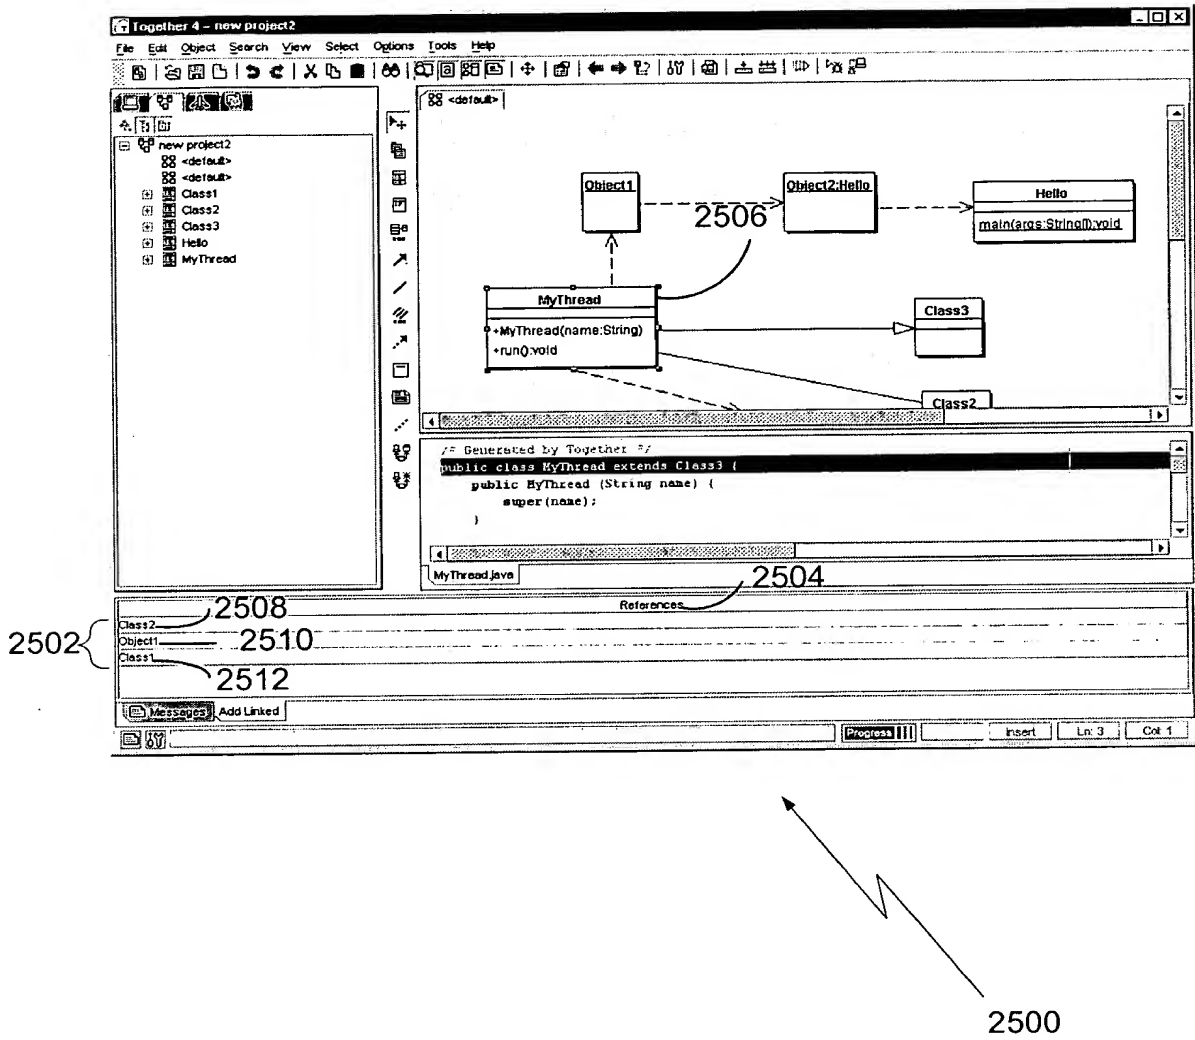 Together 4 - new project2
File Edit Object Search View Select Options Tools Help
<default>
new project2
<default>
<default>
Class1
Class2
Class3
Hello
MyThread
Object1
Object2:Hello
Hello
main(args:String[]):void
2506
MyThread
+MyThread(name:String)
+run():void
Class3
Class2
/* Generated by Together */
public class MyThread extends Class3 {
public MyThread (String name) {
super(name);
}
MyThread.java
2504
References
2508
Class2
2502
Object1
2510
Class1
2512
Messages Add Linked
Progress Insert Ln: 3 Col: 1
2500